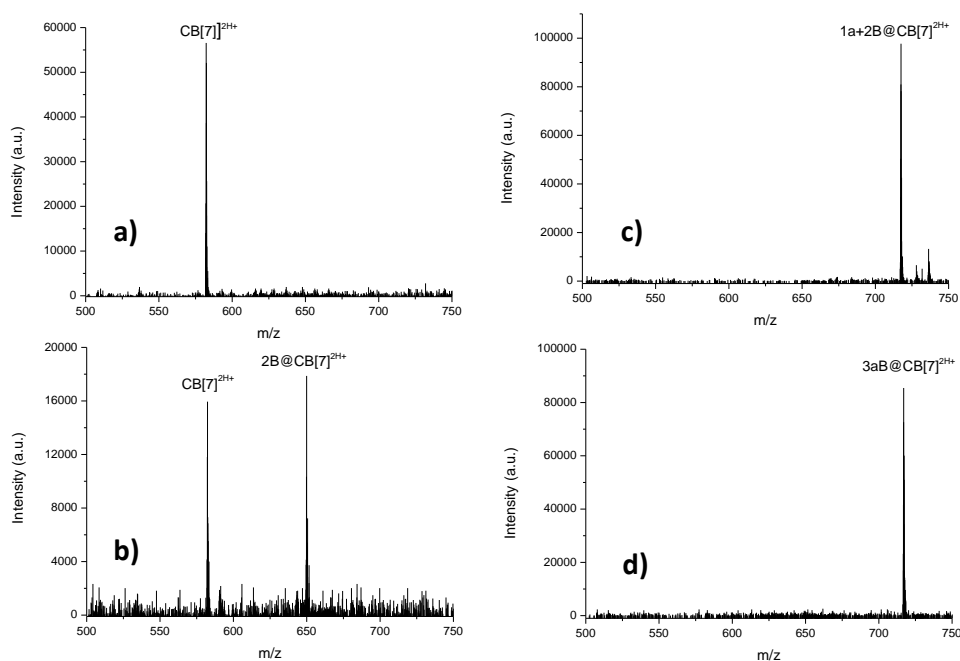 CB[7]]2H+
60000
50000
40000
30000
20000
10000
0
Intensity (a.u.)
a)
500 550 600 650 700 750
m/z
1a+2B@CB[7]2H+
100000
80000
60000
40000
20000
0
Intensity (a.u.)
c)
500 550 600 650 700 750
m/z
CB[7]2H+
2B@CB[7]2H+
20000
16000
12000
8000
4000
0
Intensity (a.u.)
b)
500 550 600 650 700 750
m/z
3aB@CB[7]2H+
100000
80000
60000
40000
20000
0
Intensity (a.u.)
d)
500 550 600 650 700 750
m/z